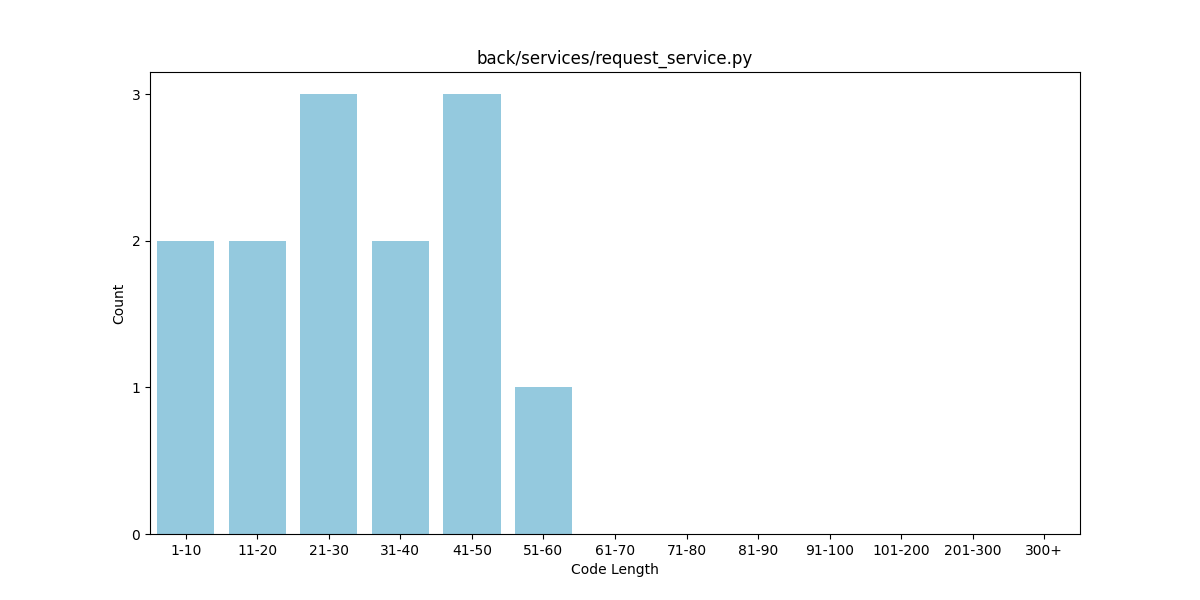 back/services/request_service.py
3
2
1
0
Count
1-10 11-20 21-30 31-40 41-50 51-60 61-70 71-80 81-90 91-100 101-200 201-300 300+
Code Length